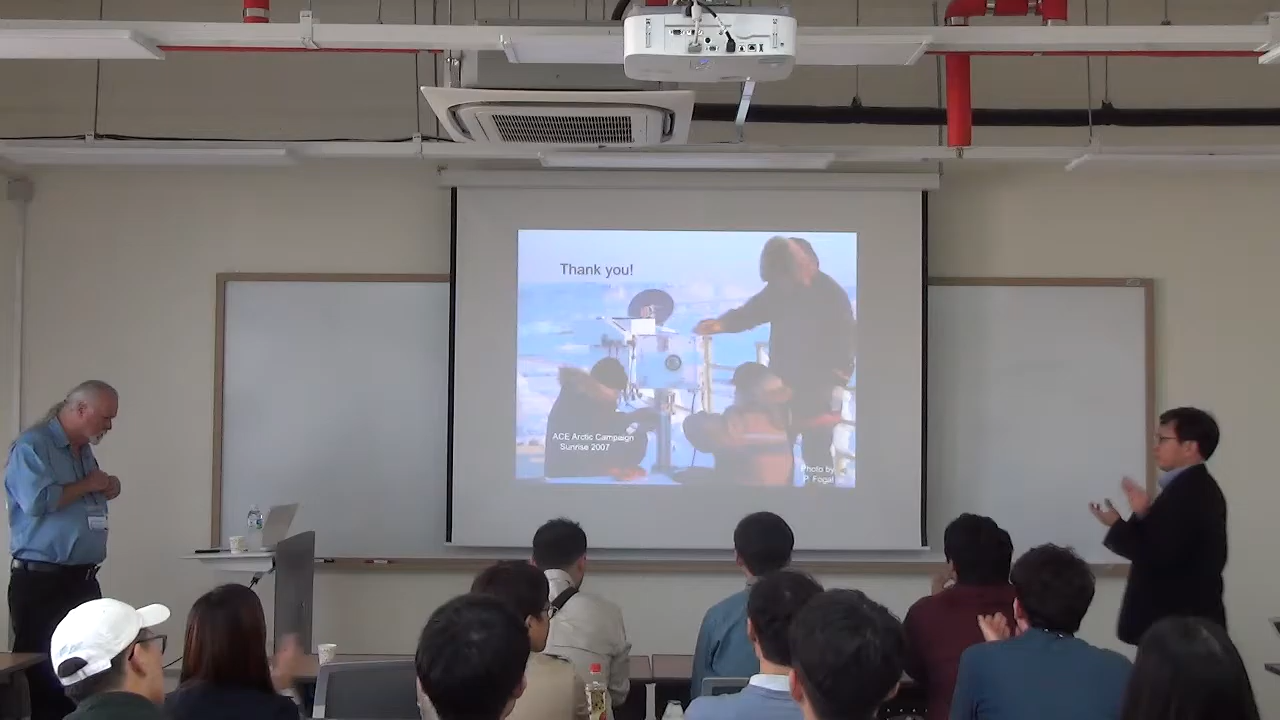 Thank you!
ACE Arctic Campaign
Sunrise 2007
Photo by
P. Fogal